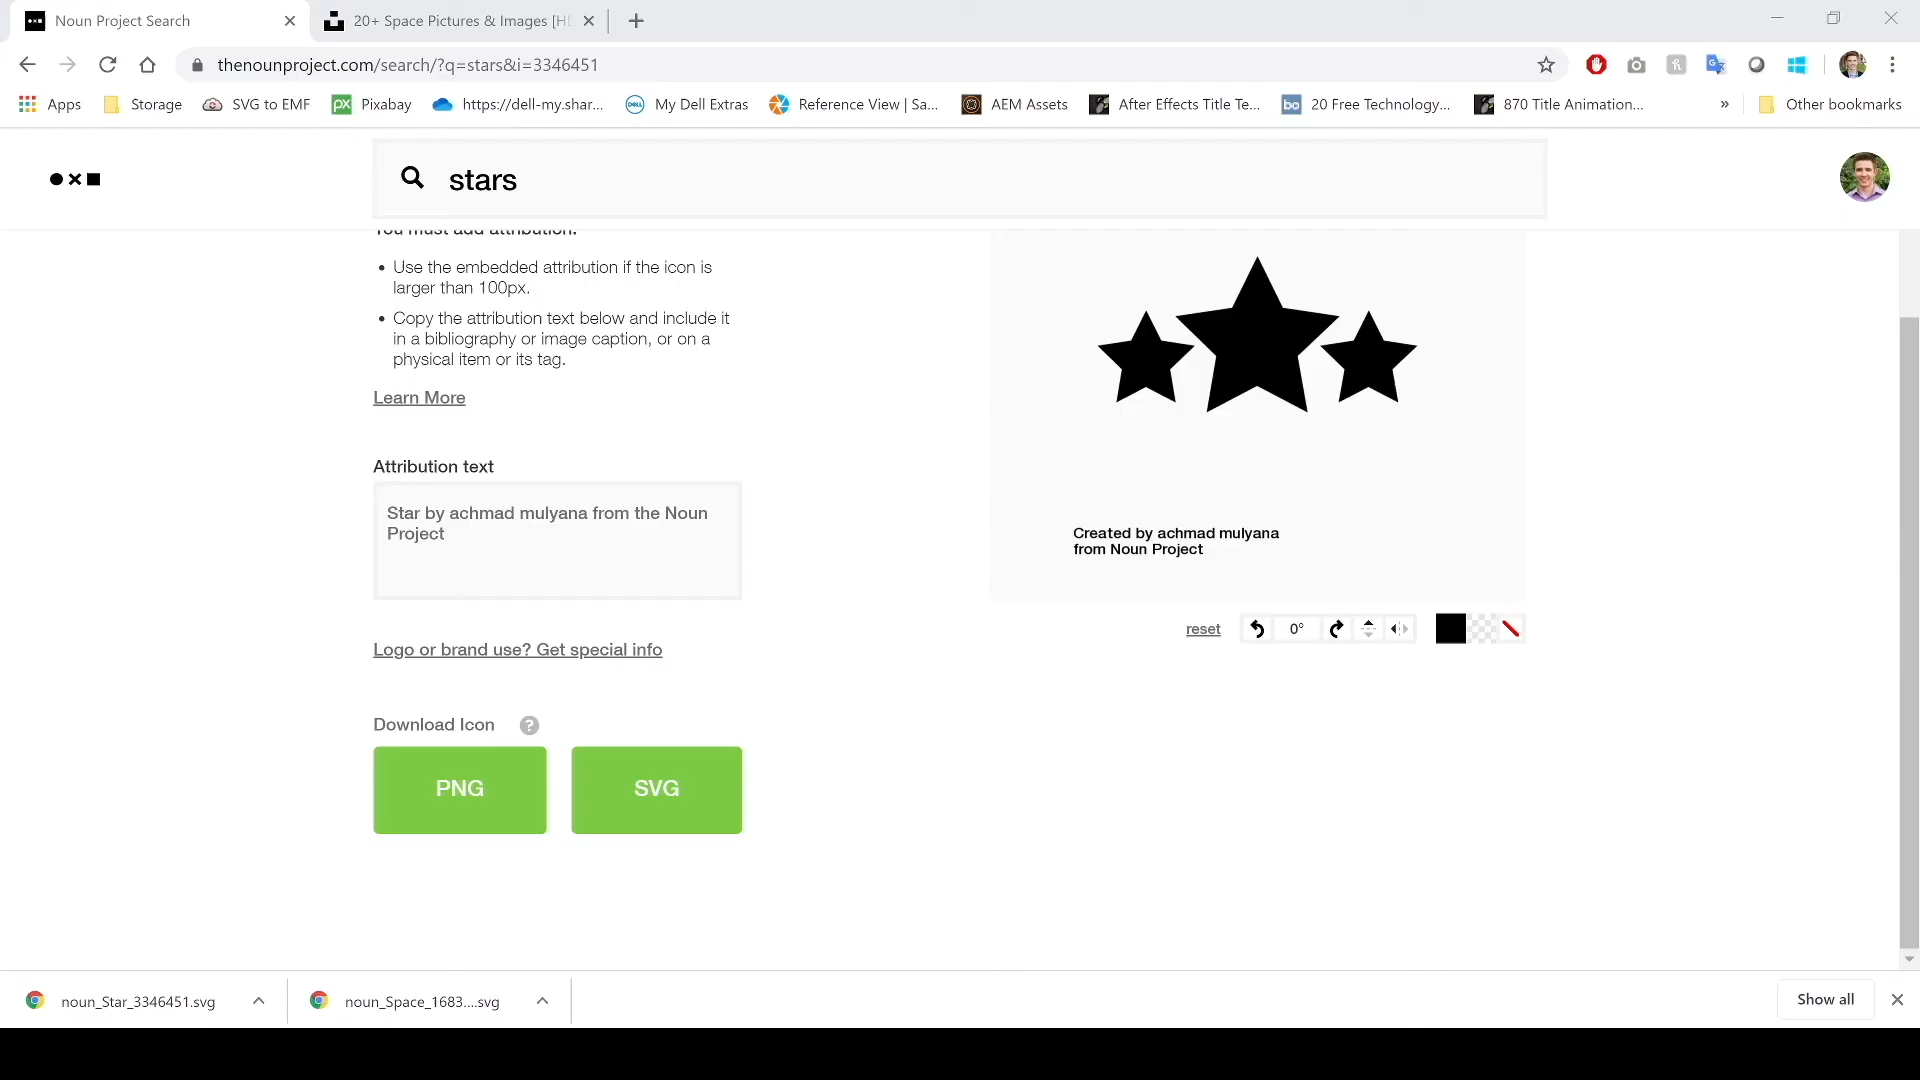 Noun Project Search
20+ Space Pictures & Images [HD
thenounproject.com/search/?q=stars&i=3346451
Apps
Storage
SVG to EMF
Pixabay
https://dell-my.shar...
My Dell Extras
Reference View | Sa...
AEM Assets
After Effects Title Te...
20 Free Technology...
870 Title Animation...
»
Other bookmarks
stars
You must add attribution.
• Use the embedded attribution if the icon is
larger than 100px.
• Copy the attribution text below and include it
in a bibliography or image caption, or on a
physical item or its tag.
Learn More
Attribution text
Star by achmad mulyana from the Noun
Project
Logo or brand use? Get special info
Download Icon
?
PNG
SVG
Created by achmad mulyana
from Noun Project
reset
0°
noun_Star_3346451.svg
noun_Space_1683....svg
Show all